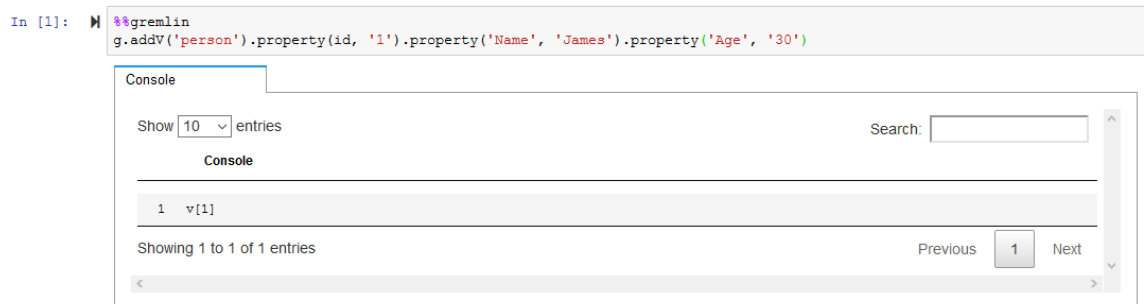 In [1]:
%%gremlin
g.addV('person').property(id, '1').property('Name', 'James').property('Age', '30')
Console
Show 10 entries
Search:
Console
1 v[1]
Showing 1 to 1 of 1 entries
Previous 1 Next